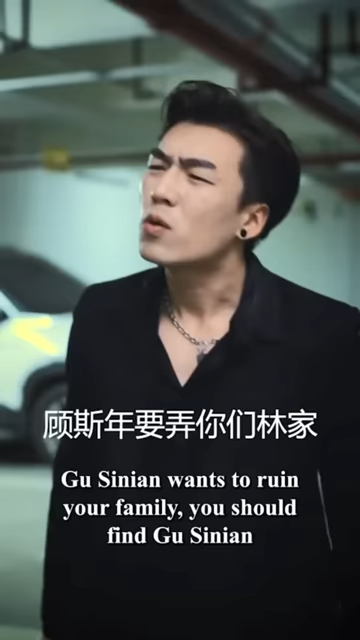 顾斯年要弄你们林家
Gu Sinian wants to ruin
your family, you should
find Gu Sinian